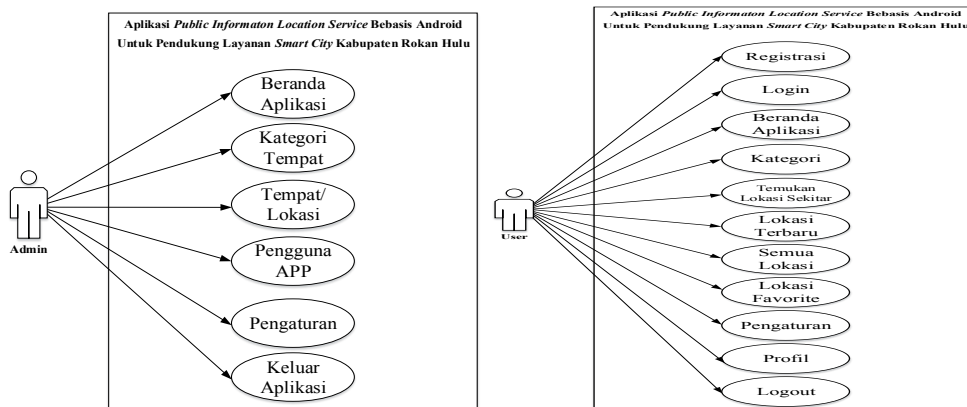 Aplikasi Public Informaton Location Service Bebasis Android
Untuk Pendukung Layanan Smart City Kabupaten Rokan Hulu
Beranda
Aplikasi
Kategori
Tempat
Tempat/
Lokasi
Pengguna
APP
Pengaturan
Keluar
Aplikasi
Admin
Aplikasi Public Informaton Location Service Bebasis Android
Untuk Pendukung Layanan Smart City Kabupaten Rokan Hulu
Registrasi
Login
Beranda
Aplikasi
Kategori
Temukan
Lokasi Sekitar
Lokasi
Terbaru
Semua
Lokasi
Lokasi
Favorite
Pengaturan
Profil
Logout
User